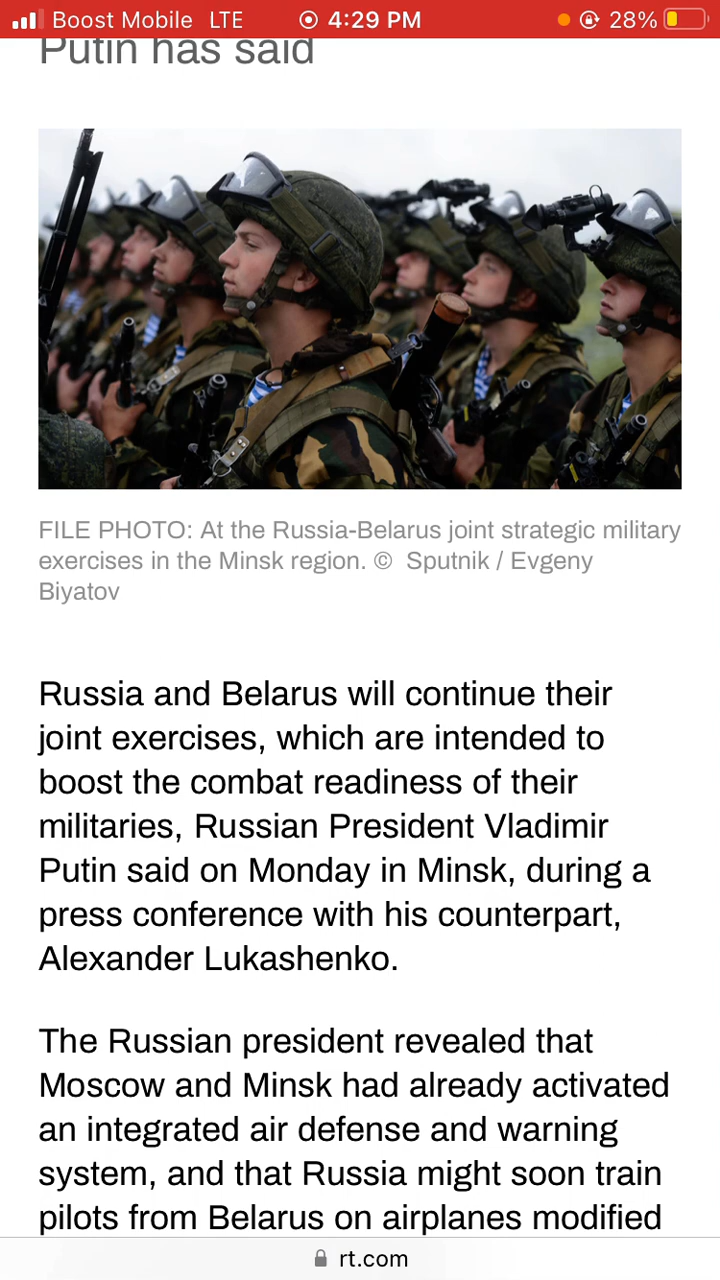 Boost Mobile LTE 4:29 PM 28%
Putin has said
FILE PHOTO: At the Russia-Belarus joint strategic military
exercises in the Minsk region. © Sputnik / Evgeny
Biyatov
Russia and Belarus will continue their
joint exercises, which are intended to
boost the combat readiness of their
militaries, Russian President Vladimir
Putin said on Monday in Minsk, during a
press conference with his counterpart,
Alexander Lukashenko.
The Russian president revealed that
Moscow and Minsk had already activated
an integrated air defense and warning
system, and that Russia might soon train
pilots from Belarus on airplanes modified
rt.com